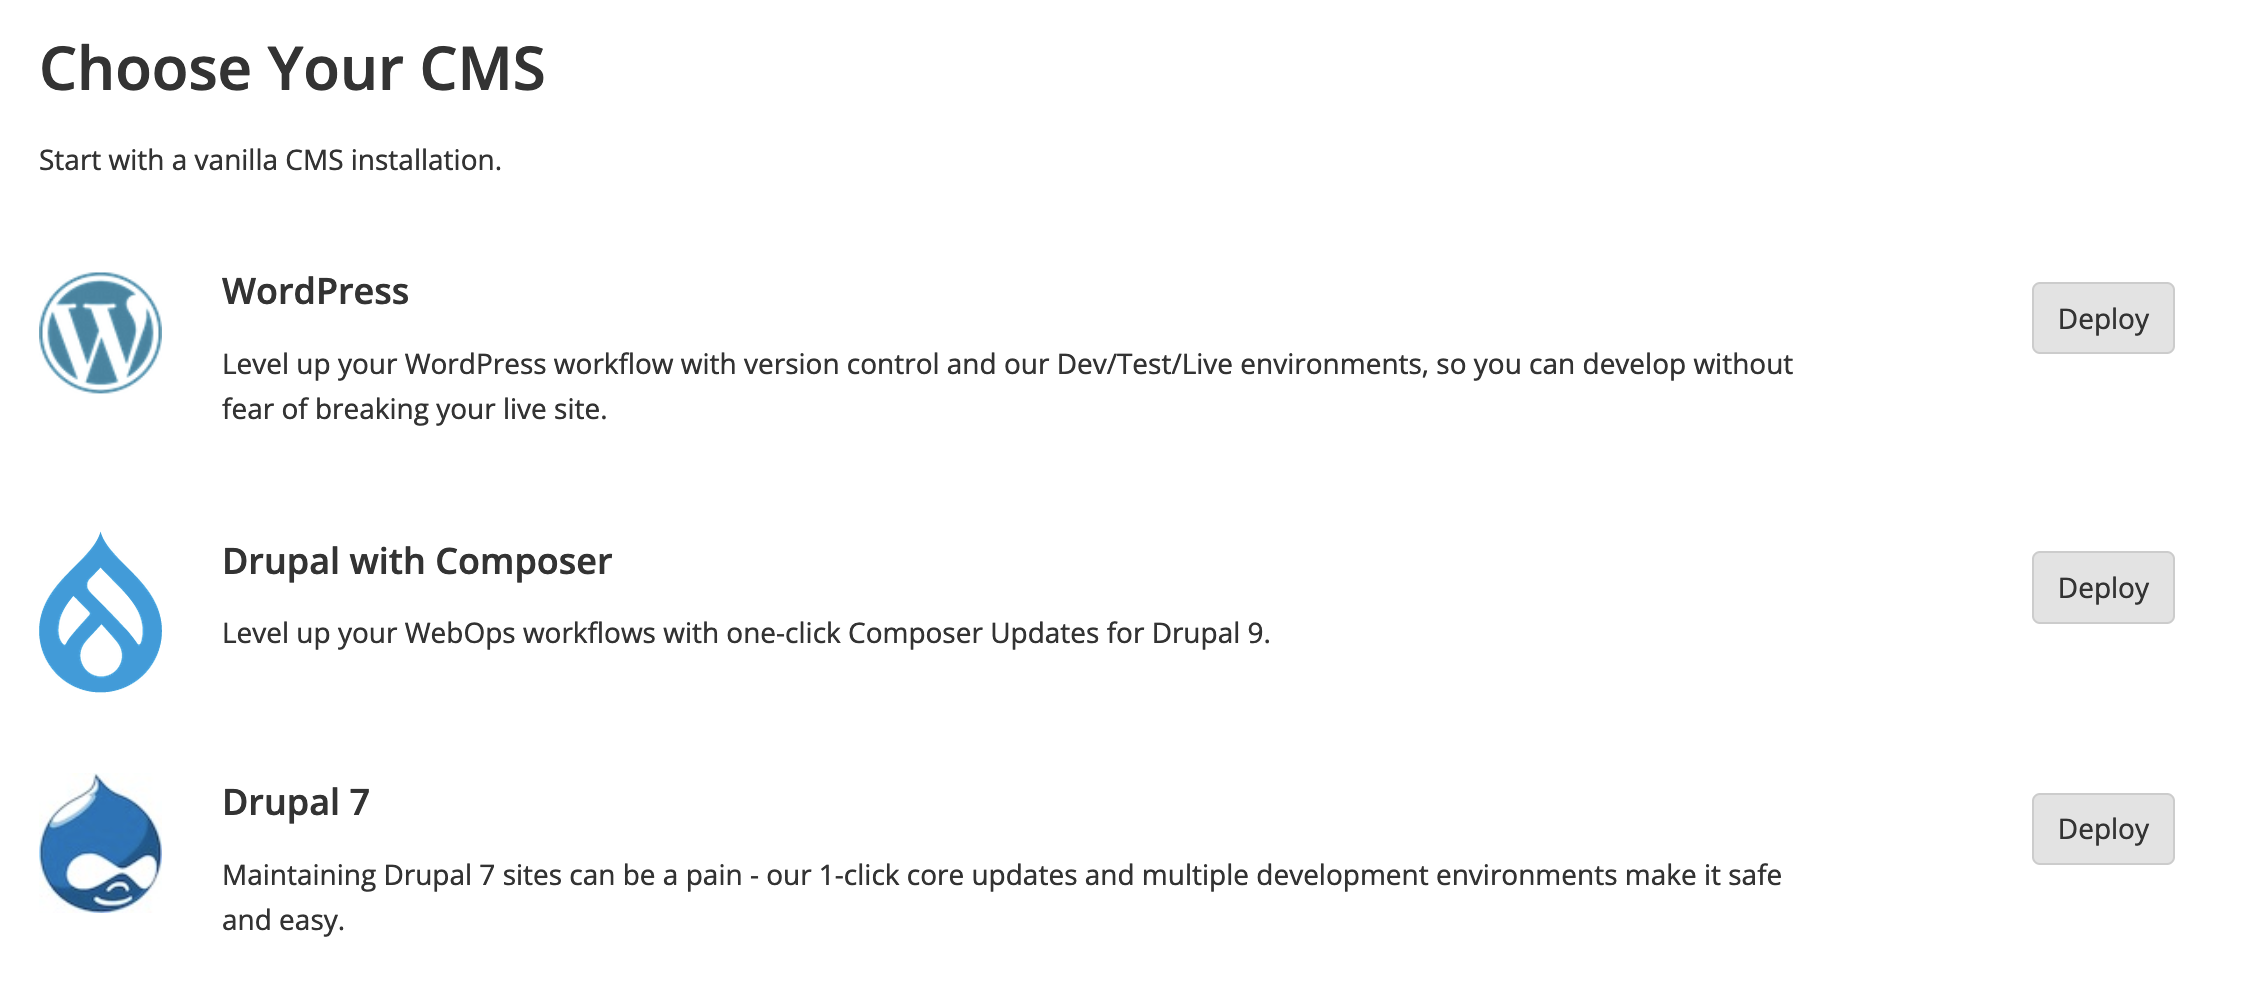 Choose Your CMS
Start with a vanilla CMS installation.
WordPress
Deploy
Level up your WordPress workflow with version control and our Dev/Test/Live environments, so you can develop without
fear of breaking your live site.
Drupal with Composer
Deploy
Level up your WebOps workflows with one-click Composer Updates for Drupal 9.
Drupal 7
Deploy
Maintaining Drupal 7 sites can be a pain - our 1-click core updates and multiple development environments make it safe
and easy.